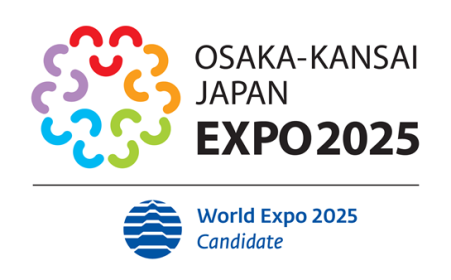 OSAKA-KANSAI
JAPAN
EXPO2025
World Expo 2025
Candidate